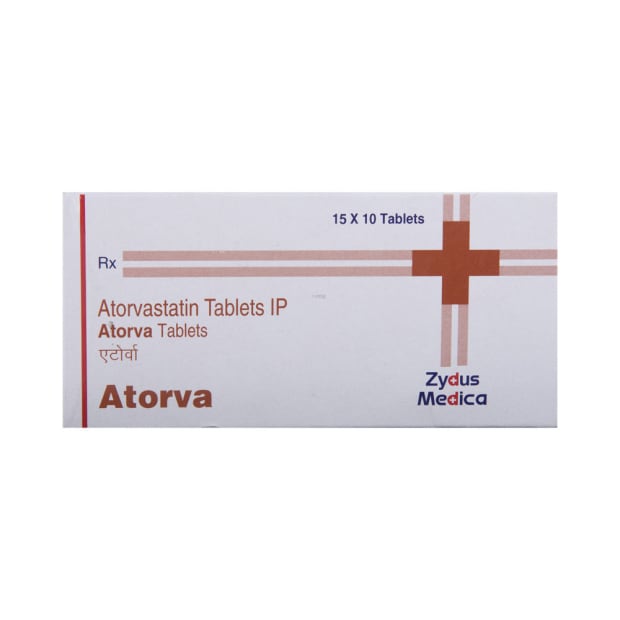 15 X 10 Tablets
Rx
Atorvastatin Tablets IP
Atorva Tablets
एटोर्वा
Atorva
Zydus
Medica